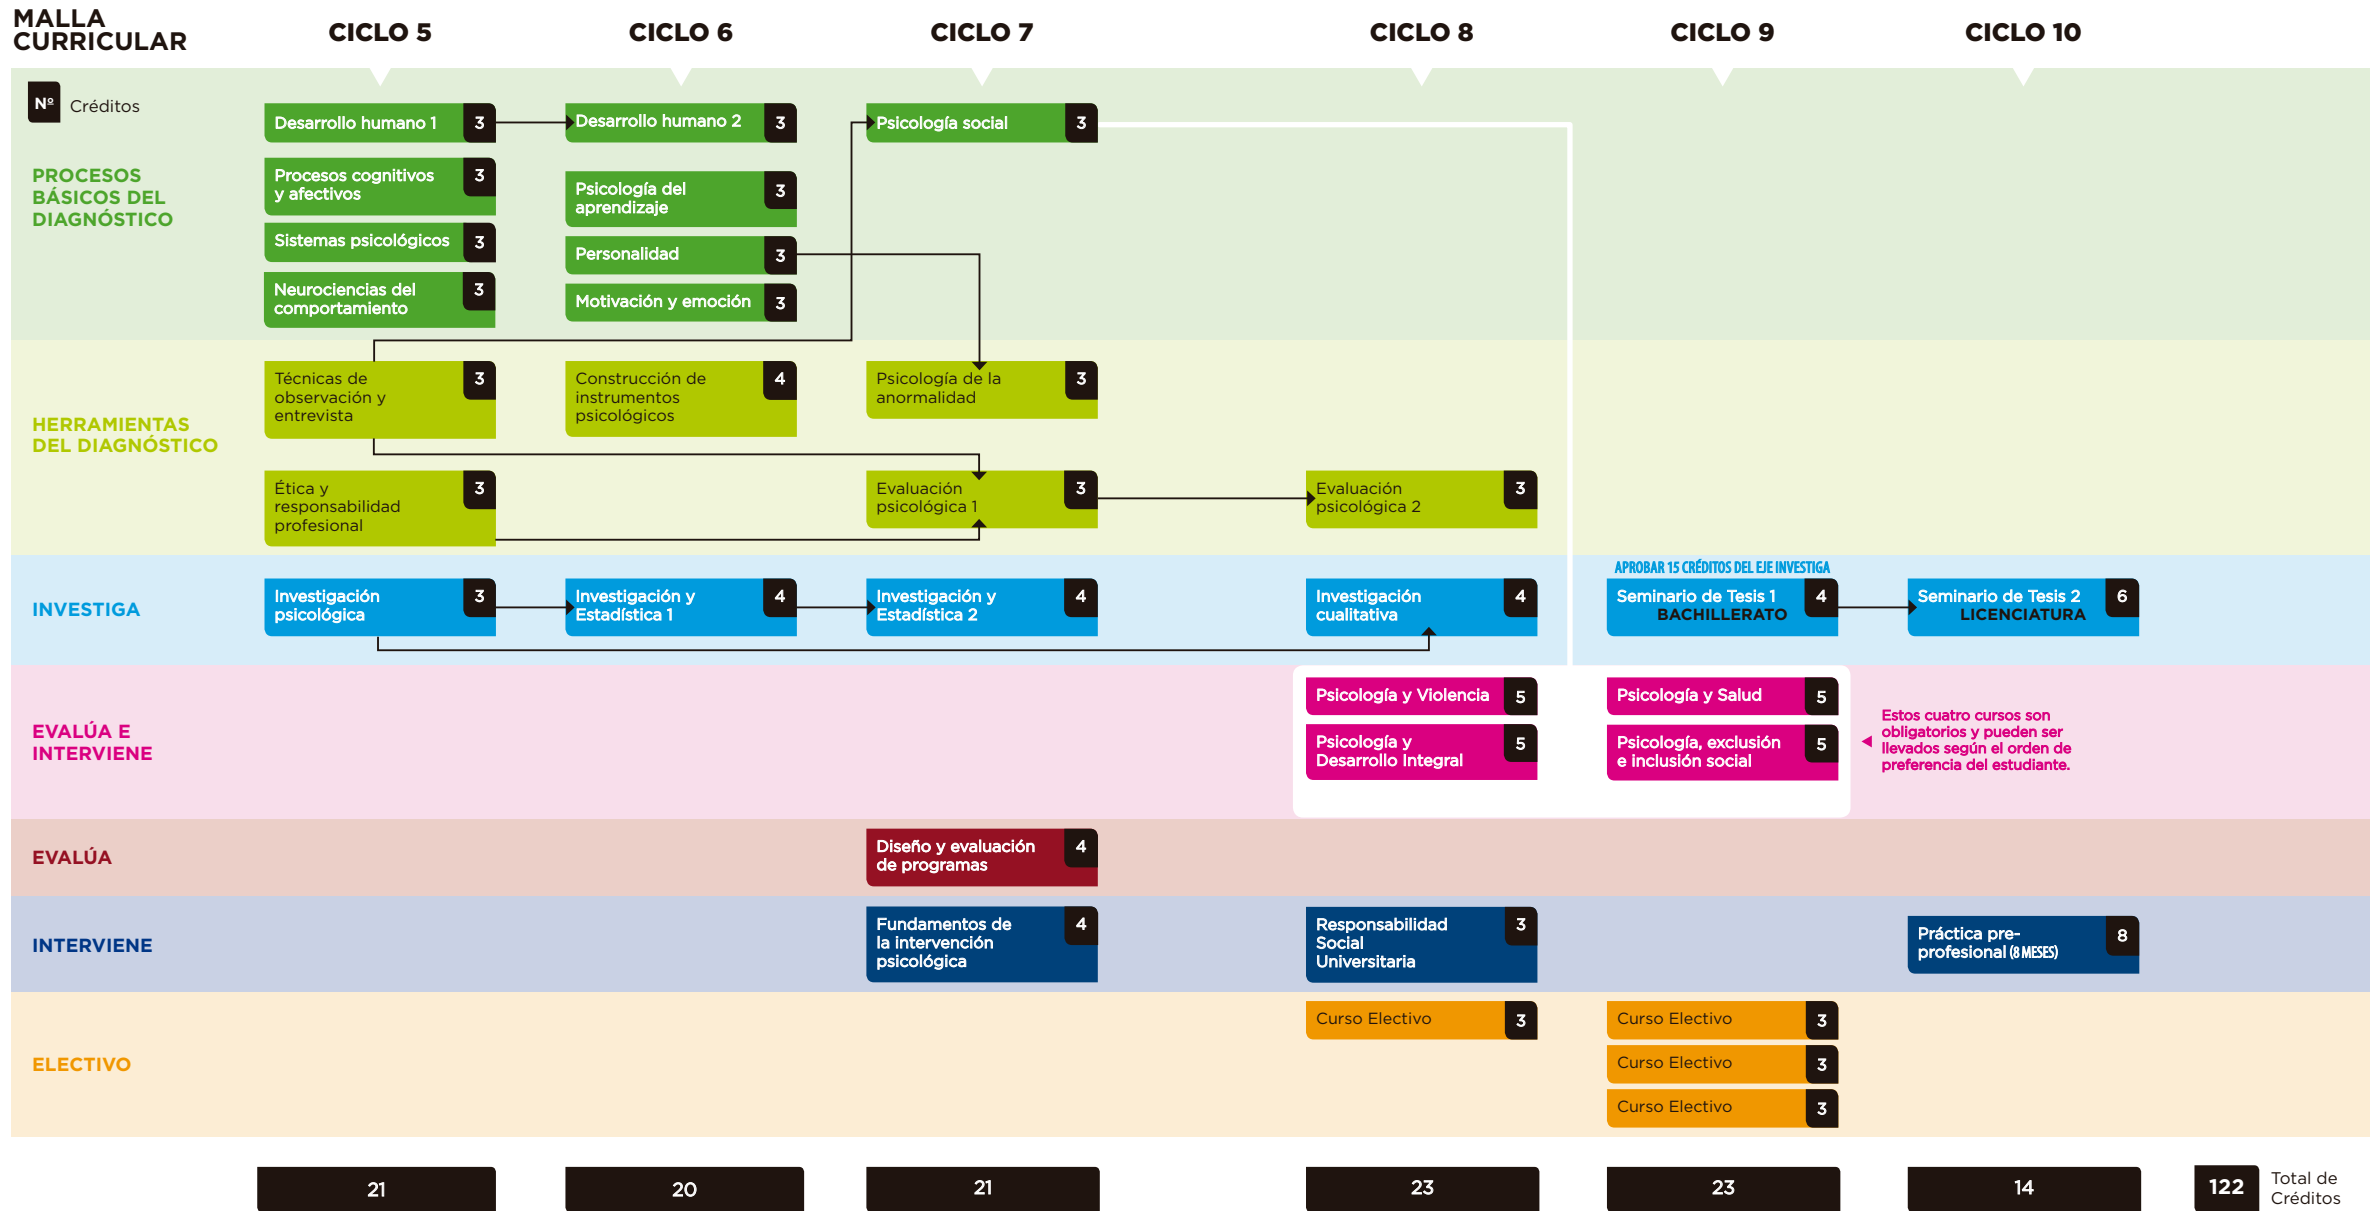 MALLA
CURRICULAR
CICLO 5
CICLO 6
CICLO 7
CICLO 8
CICLO 9
CICLO 10
Nº
Créditos
PROCESOS
BÁSICOS DEL
DIAGNÓSTICO
Desarrollo humano 1
3
Desarrollo humano 2
3
Psicología social
3
Procesos cognitivos
y afectivos
3
Psicología del
aprendizaje
3
Sistemas psicológicos
3
Personalidad
3
Neurociencias del
comportamiento
3
Motivación y emoción
3
HERRAMIENTAS
DEL DIAGNÓSTICO
Técnicas de
observación y
entrevista
3
Construcción de
instrumentos
psicológicos
4
Psicología de la
anormalidad
3
Ética y
responsabilidad
profesional
3
Evaluación
psicológica 1
3
Evaluación
psicológica 2
3
INVESTIGA
Investigación
psicológica
3
Investigación y
Estadística 1
4
Investigación y
Estadística 2
4
Investigación
cualitativa
4
APROBAR 15 CRÉDITOS DEL EJE INVESTIGA
Seminario de Tesis 1
BACHILLERATO
4
Seminario de Tesis 2
LICENCIATURA
6
EVALÚA E
INTERVIENE
Psicología y Violencia
5
Psicología y Salud
5
Psicología y
Desarrollo Integral
5
Psicología, exclusión
e inclusión social
5
Estos cuatro cursos son
obligatorios y pueden ser
llevados según el orden de
preferencia del estudiante.
EVALÚA
Diseño y evaluación
de programas
4
INTERVIENE
Fundamentos de
la intervención
psicológica
4
Responsabilidad
Social
Universitaria
3
Práctica pre-
profesional (8 MESES)
8
ELECTIVO
Curso Electivo
3
Curso Electivo
3
Curso Electivo
3
Curso Electivo
3
21
20
21
23
23
14
122
Total de
Créditos